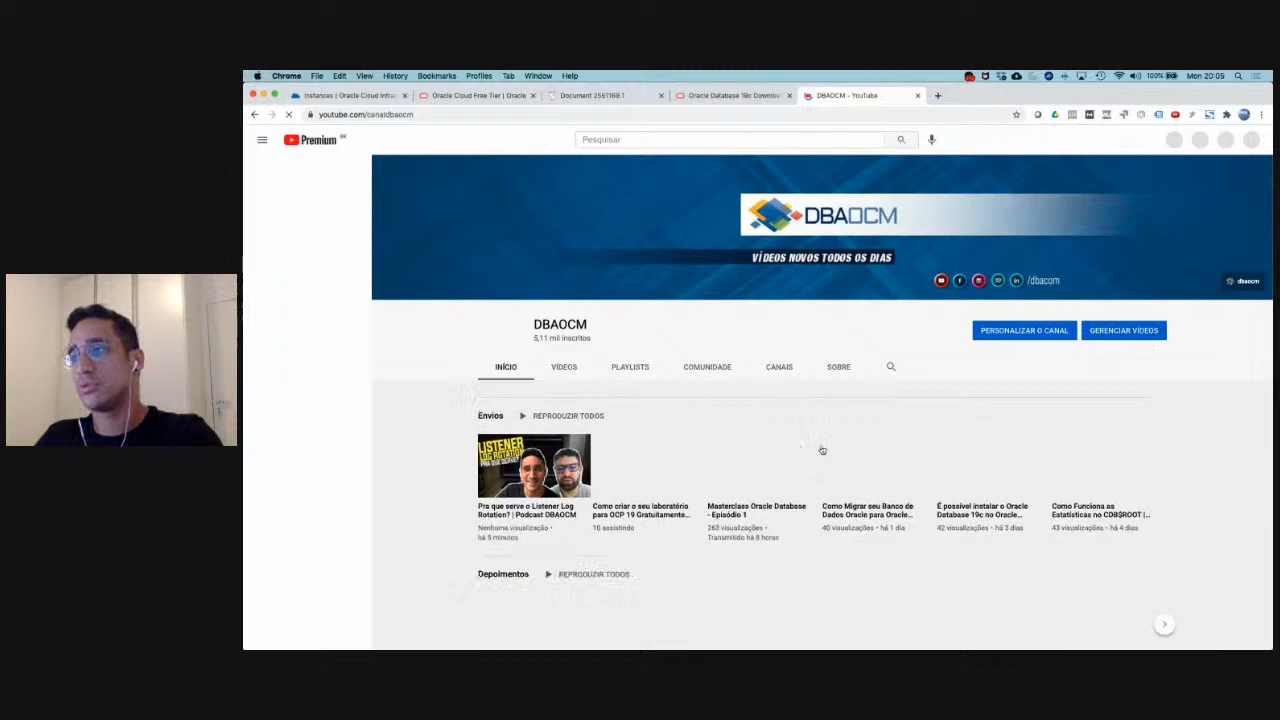 Chrome File Edit View History Bookmarks Profiles Tab Window Help
100% Mon 20:05
Instances | Oracle Cloud Infra
Oracle Cloud Free Tier | Oracle
Document 2551169.1
Oracle Database 19c Downlo
DBAOCM - YouTube
youtube.com/canaldbaocm
Premium BR
Pesquisar
DBAOCM
VÍDEOS NOVOS TODOS OS DIAS
/dbacom
dbaocm
DBAOCM
5,11 mil inscritos
PERSONALIZAR O CANAL
GERENCIAR VÍDEOS
INÍCIO VÍDEOS PLAYLISTS COMUNIDADE CANAIS SOBRE
Envios REPRODUZIR TODOS
LISTENER
LOG ROTATION
PRA QUE SERVE?
Pra que serve o Listener Log
Rotation? | Podcast DBAOCM
Nenhuma visualização •
há 5 minutos
Como criar o seu laboratório
para OCP 19 Gratuitamente...
10 assistindo
Masterclass Oracle Database
- Episódio 1
263 visualizações •
Transmitido há 8 horas
Como Migrar seu Banco de
Dados Oracle para Oracle...
40 visualizações • há 1 dia
É possível instalar o Oracle
Database 19c no Oracle...
42 visualizações • há 3 dias
Como Funciona as
Estatísticas no CDB$ROOT |...
43 visualizações • há 4 dias
Depoimentos REPRODUZIR TODOS